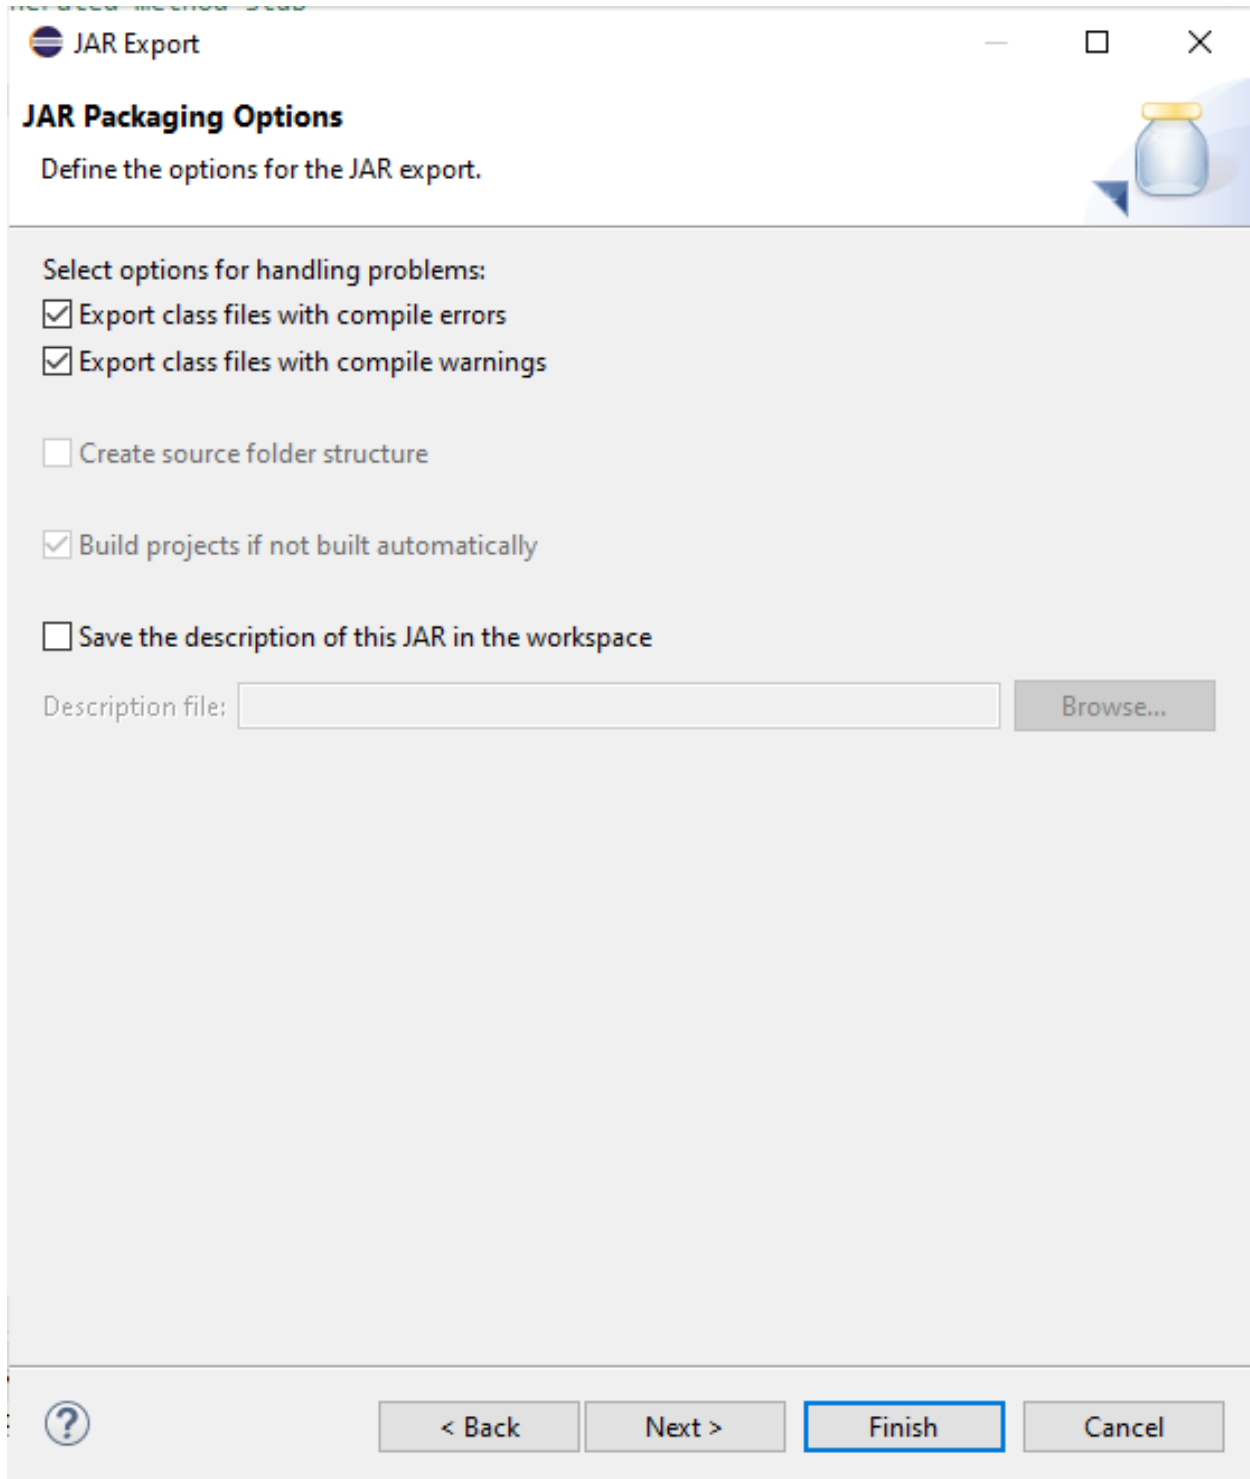 JAR Export
JAR Packaging Options
Define the options for the JAR export.
Select options for handling problems:
Export class files with compile errors
Export class files with compile warnings
Create source folder structure
Build projects if not built automatically
Save the description of this JAR in the workspace
Description file: Browse...
? < Back Next > Finish Cancel